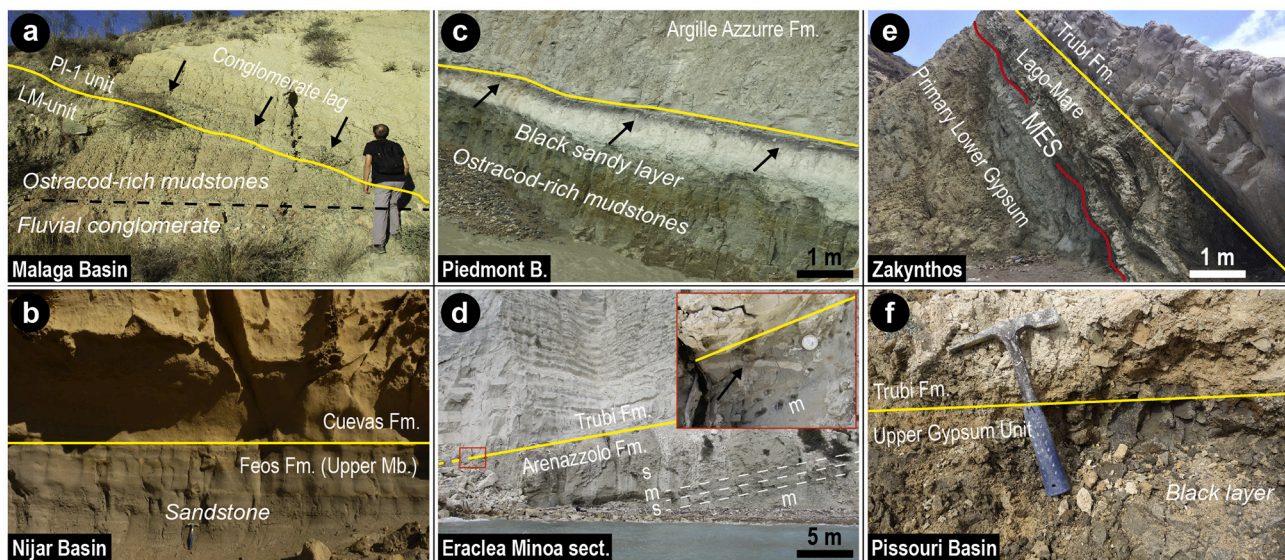 a
Pl-1 unit
LM-unit
Conglomerate lag
Ostracod-rich mudstones
Fluvial conglomerate
Malaga Basin
b
Cuevas Fm.
Feos Fm. (Upper Mb.)
Sandstone
Nijar Basin
c
Argille Azzurre Fm.
Black sandy layer
Ostracod-rich mudstones
1 m
Piedmont B.
d
m
Trubi Fm.
Arenazzolo Fm.
s
m
s
m
5 m
Eraclea Minoa sect.
e
Trubi Fm.
Lago-Mare
MES
Primary Lower Gypsum
1 m
Zakynthos
f
Trubi Fm.
Upper Gypsum Unit
Black layer
Pissouri Basin